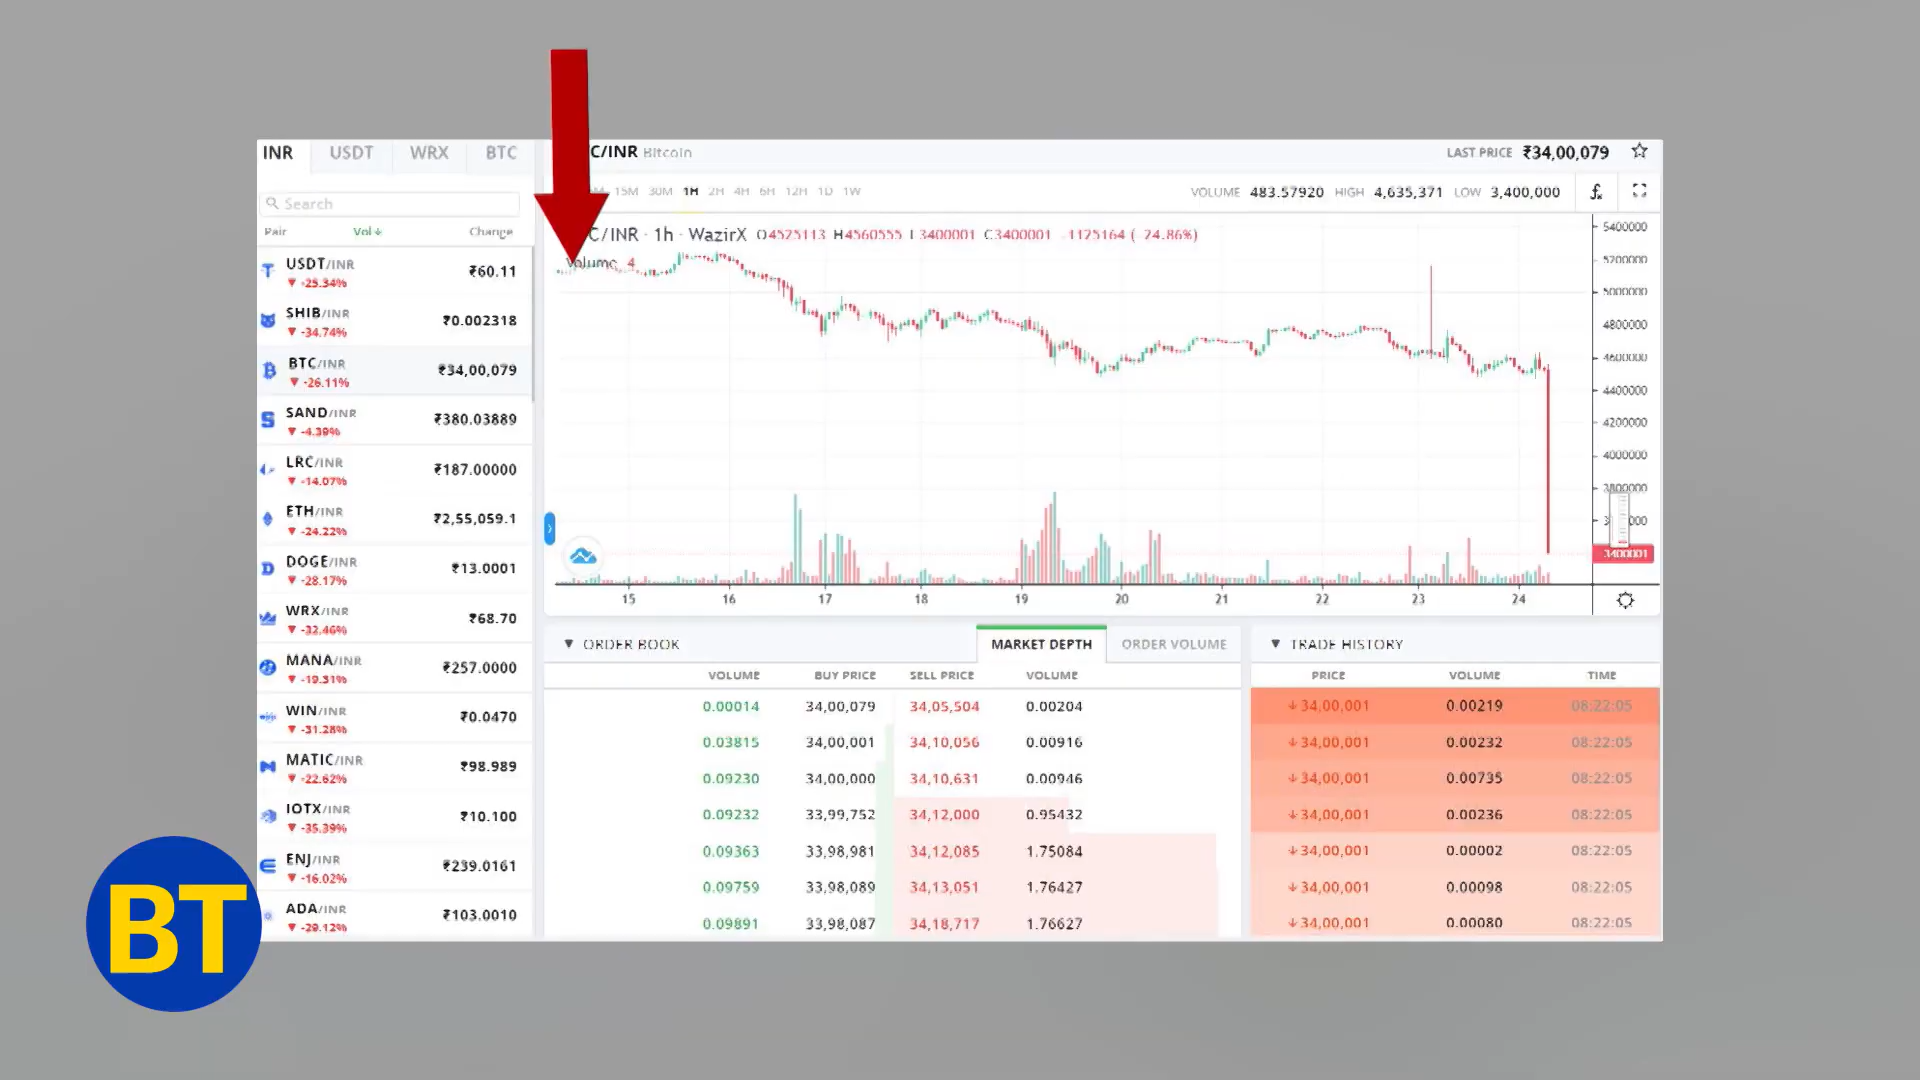 INR USDT WRX BTC
Search
Pair Vol↓ Change
USDT/INR ₹60.11
▼ -25.34%
SHIB/INR ₹0.002318
▼ -34.74%
BTC/INR ₹34,00,079
▼ -26.11%
SAND/INR ₹380.03889
▼ -4.39%
LRC/INR ₹187.00000
▼ -14.07%
ETH/INR ₹2,55,059.1
▼ -24.22%
DOGE/INR ₹13.0001
▼ -28.17%
WRX/INR ₹68.70
▼ -32.46%
MANA/INR ₹257.0000
▼ -19.31%
WIN/INR ₹0.0470
▼ -31.28%
MATIC/INR ₹98.989
▼ -22.62%
IOTX/INR ₹10.100
▼ -35.39%
ENJ/INR ₹239.0161
▼ -16.02%
ADA/INR ₹103.0010
▼ -29.12%
C/INR Bitcoin LAST PRICE ₹34,00,079
15M 30M 1H 2H 4H 6H 12H 1D 1W VOLUME 483.57920 HIGH 4,635,371 LOW 3,400,000
C/INR · 1h · WazirX O4525113 H4560555 L3400001 C3400001 -1125164 (-24.86%)
Volume 4
5400000
5200000
5000000
4800000
4600000
4400000
4200000
4000000
3800000
3400001
15 16 17 18 19 20 21 22 23 24
▼ ORDER BOOK MARKET DEPTH ORDER VOLUME
VOLUME BUY PRICE SELL PRICE VOLUME
0.00014 34,00,079 34,05,504 0.00204
0.03815 34,00,001 34,10,056 0.00916
0.09230 34,00,000 34,10,631 0.00946
0.09232 33,99,752 34,12,000 0.95432
0.09363 33,98,981 34,12,085 1.75084
0.09759 33,98,089 34,13,051 1.76427
0.09891 33,98,087 34,18,717 1.76627
▼ TRADE HISTORY
PRICE VOLUME TIME
↓34,00,001 0.00219 08:22:05
↓34,00,001 0.00232 08:22:05
↓34,00,001 0.00735 08:22:05
↓34,00,001 0.00236 08:22:05
↓34,00,001 0.00002 08:22:05
↓34,00,001 0.00098 08:22:05
↓34,00,001 0.00080 08:22:05
BT